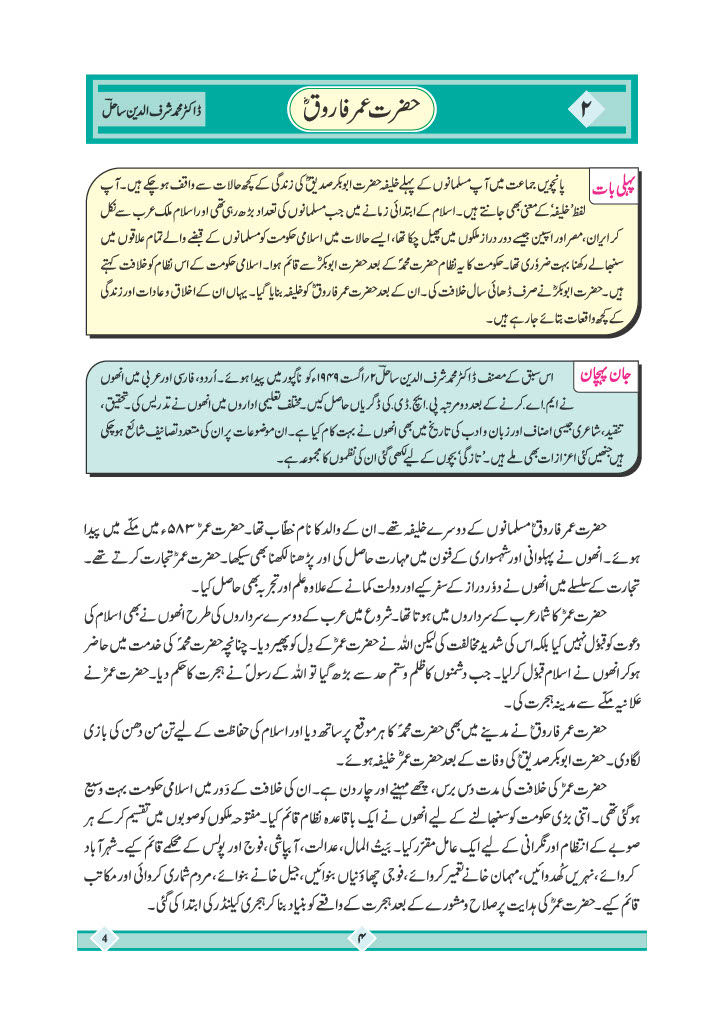 ۲
حضرت عمر فاروقؓ
ڈاکٹر محمد شرف الدین ساحلؔ
پہلی بات
پانچویں جماعت میں آپ مسلمانوں کے پہلے خلیفہ حضرت ابوبکر صدیقؓ کی زندگی کے کچھ حالات سے واقف ہوچکے ہیں۔ آپ
لفظ ’خلیفہ‘ کے معنی بھی جانتے ہیں۔ اسلام کے ابتدائی زمانے میں جب مسلمانوں کی تعداد بڑھ رہی تھی اور اسلام ملک عرب سے نکل
کر ایران، مصر اور اسپین جیسے دور دراز ملکوں میں پھیل چکا تھا، ایسے حالات میں اسلامی حکومت کو مسلمانوں کے قبضے والے تمام علاقوں میں
سنبھالے رکھنا بہت ضرؤری تھا۔ حکومت کا یہ نظام حضرت محمدؐ کے بعد حضرت ابوبکرؓ سے قائم ہوا۔ اسلامی حکومت کے اس نظام کو خلافت کہتے
ہیں۔ حضرت ابوبکرؓ نے صرف ڈھائی سال خلافت کی۔ ان کے بعد حضرت عمر فاروقؓ کو خلیفہ بنایا گیا۔ یہاں ان کے اخلاق و عادات اور زندگی
کے کچھ واقعات بتائے جا رہے ہیں۔
جان پہچان
اس سبق کے مصنف ڈاکٹر محمد شرف الدین ساحلؔ ۲؍اگست ۱۹۴۹ء کو ناگپور میں پیدا ہوئے۔ اُردو، فارسی اور عربی میں انھوں
نے ایم۔اے۔ کرنے کے بعد دو مرتبہ پی۔ایچ۔ڈی۔ کی ڈگریاں حاصل کیں۔ مختلف تعلیمی اداروں میں انھوں نے تدریس کی۔ تحقیق،
تنقید، شاعری جیسی اصناف اور زبان و ادب کی تاریخ میں بھی انھوں نے بہت کام کیا ہے۔ ان موضوعات پر ان کی متعدد تصانیف شائع ہوچکی
ہیں جنھیں کئی اعزازات بھی ملے ہیں۔ ’تازگی‘ بچوں کے لیے لکھی گئی ان کی نظموں کا مجموعہ ہے۔
حضرت عمر فاروقؓ مسلمانوں کے دوسرے خلیفہ تھے۔ ان کے والد کا نام خطّاب تھا۔ حضرت عمرؓ ۵۸۳ء میں مکّے میں پیدا
ہوئے۔ انھوں نے پہلوانی اور شہسواری کے فنون میں مہارت حاصل کی اور پڑھنا لکھنا بھی سیکھا۔ حضرت عمرؓ تجارت کرتے تھے۔
تجارت کے سلسلے میں انھوں نے دوٗر دراز کے سفر کیے اور دولت کمانے کے علاوہ علم اور تجربہ بھی حاصل کیا۔
حضرت عمرؓ کا شمار عرب کے سرداروں میں ہوتا تھا۔ شروع میں عرب کے دوسرے سرداروں کی طرح انھوں نے بھی اسلام کی
دعوت کو قبوٗل نہیں کیا بلکہ اس کی شدید مخالفت کی لیکن اللہ نے حضرت عمرؓ کے دِل کو پھیر دیا۔ چنانچہ حضرت محمدؐ کی خدمت میں حاضر
ہوکر انھوں نے اسلام قبوٗل کرلیا۔ جب دشمنوں کا ظلم و ستم حد سے بڑھ گیا تو اللہ کے رسولؐ نے ہجرت کا حکم دیا۔ حضرت عمرؓ نے
علانیہ مکّے سے مدینہ ہجرت کی۔
حضرت عمر فاروقؓ نے مدینے میں بھی حضرت محمدؐ کا ہر موقع پر ساتھ دیا اور اسلام کی حفاظت کے لیے تن من دھن کی بازی
لگا دی۔ حضرت ابوبکر صدیقؓ کی وفات کے بعد حضرت عمرؓ خلیفہ ہوئے۔
حضرت عمرؓ کی خلافت کی مدت دس برس، چھے مہینے اور چار دن ہے۔ ان کی خلافت کے دَور میں اسلامی حکومت بہت وسیع
ہوگئی تھی۔ اتنی بڑی حکومت کو سنبھالنے کے لیے انھوں نے ایک باقاعدہ نظام قائم کیا۔ مفتوحہ ملکوں کو صوبوں میں تقسیم کرکے ہر
صوبے کے انتظام اور نگرانی کے لیے ایک عامل مقرّر کیا۔ بَیتُ المال، عدالت، آبپاشی، فوج اور پولس کے محکمے قائم کیے۔ شہر آباد
کروائے، نہریں کُھدوائیں، مہمان خانے تعمیر کروائے، فوجی چھاؤنیاں بنوائیں، جیل خانے بنوائے، مردم شماری کروائی اور مکاتب
قائم کیے۔ حضرت عمرؓ کی ہدایت پر صلاح و مشورے کے بعد ہجرت کے واقعے کو بنیاد بنا کر ہجری کیلنڈر کی ابتدا کی گئی۔
۴
4